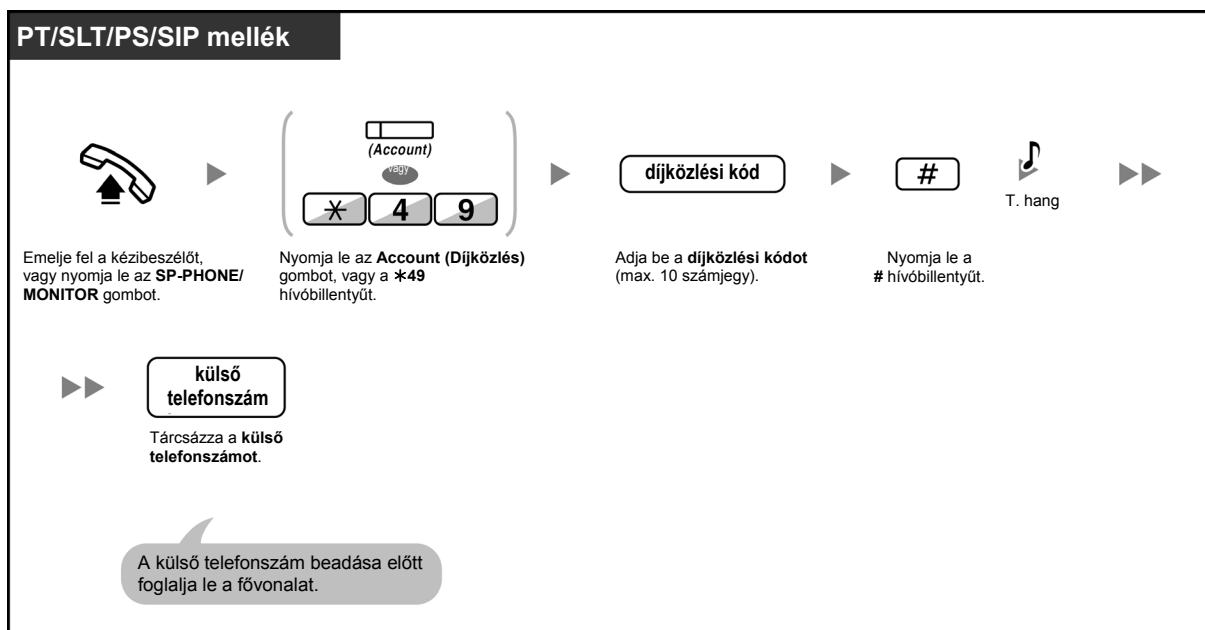 PT/SLT/PS/SIP mellék
(Account)
vagy
* 4 9
díjközlési kód
#
T. hang
Emelje fel a kézibeszélőt,
vagy nyomja le az SP-PHONE/
MONITOR gombot.
Nyomja le az Account (Díjközlés)
gombot, vagy a *49
hívóbillentyűt.
Adja be a díjközlési kódot
(max. 10 számjegy).
Nyomja le a
# hívóbillentyűt.
külső
telefonszám
Tárcsázza a külső
telefonszámot.
A külső telefonszám beadása előtt
foglalja le a fővonalat.